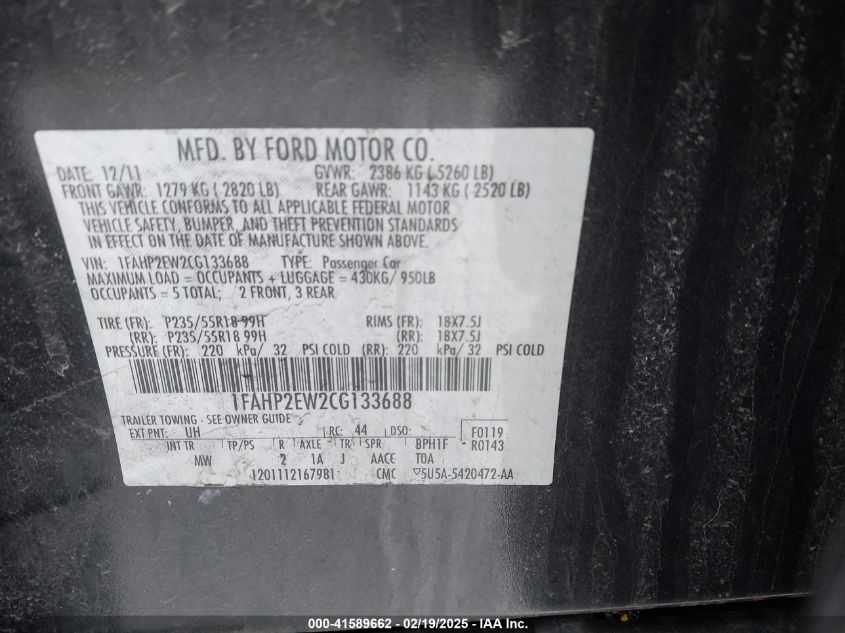 MFD. BY FORD MOTOR CO.
DATE: 12/11 GVWR: 2386 KG ( 5260 LB)
FRONT GAWR: 1279 KG ( 2820 LB) REAR GAWR: 1143 KG ( 2520 LB)
THIS VEHICLE CONFORMS TO ALL APPLICABLE FEDERAL MOTOR
VEHICLE SAFETY, BUMPER, AND THEFT PREVENTION STANDARDS
IN EFFECT ON THE DATE OF MANUFACTURE SHOWN ABOVE.
VIN: 1FAHP2EW2CG133688 TYPE: Passenger Car
MAXIMUM LOAD = OCCUPANTS + LUGGAGE = 430KG/ 950LB
OCCUPANTS = 5 TOTAL; 2 FRONT, 3 REAR
TIRE (FR): P235/55R18 99H RIMS (FR): 18X7.5J
(RR): P235/55R18 99H (RR): 18X7.5J
PRESSURE (FR): 220 kPa/ 32 PSI COLD (RR): 220 kPa/ 32 PSI COLD
1FAHP2EW2CG133688
TRAILER TOWING - SEE OWNER GUIDE
EXT PNT: UH RC: 44 DSO: F0119
INT TR TP/PS R AXLE TR SPR BPH1F R0143
MW 2 1A J AACE TOA
1201112167981 CMC ▽5U5A-5420472-AA
000-41589662 - 02/19/2025 - © IAA, Inc.